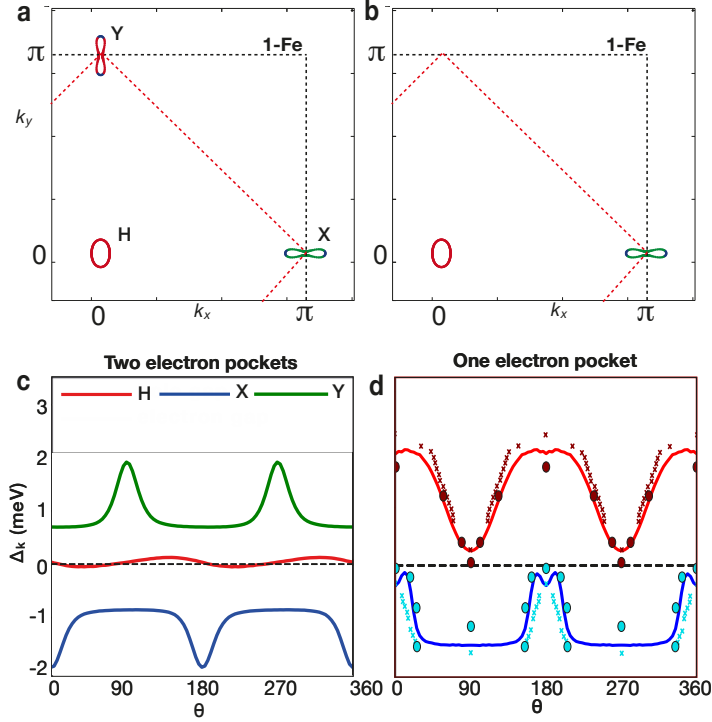 a
Y
1-Fe
π
k_y
H
X
0
0
k_x
π
b
1-Fe
π
0
0
k_x
π
Two electron pockets
c
H X Y
3
2
1
0
-1
-2
Δ_k (meV)
0 90 180 270 360
θ
One electron pocket
d
0 90 180 270 360
θ